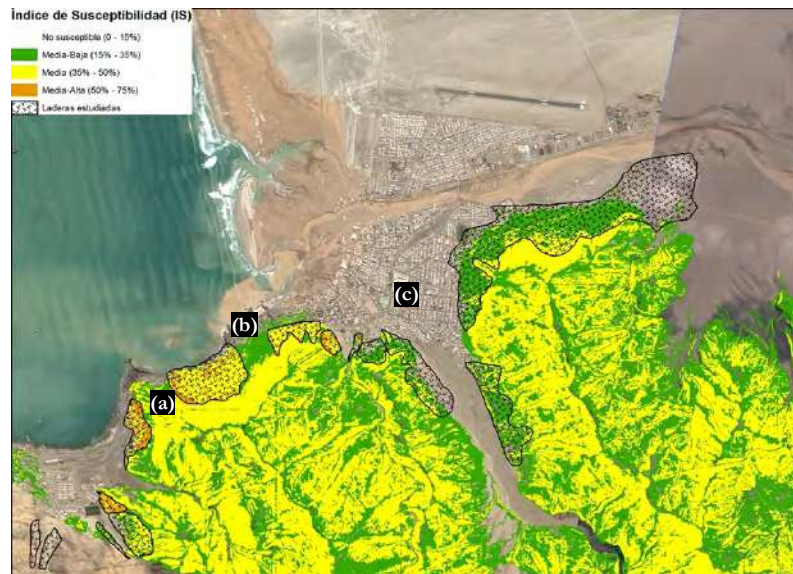 Índice de Susceptibilidad (IS)
No susceptible (0 - 15%)
Media-Baja (15% - 35%)
Media (35% - 50%)
Media-Alta (50% - 75%)
Laderas estudiadas
(c)
(b)
(a)